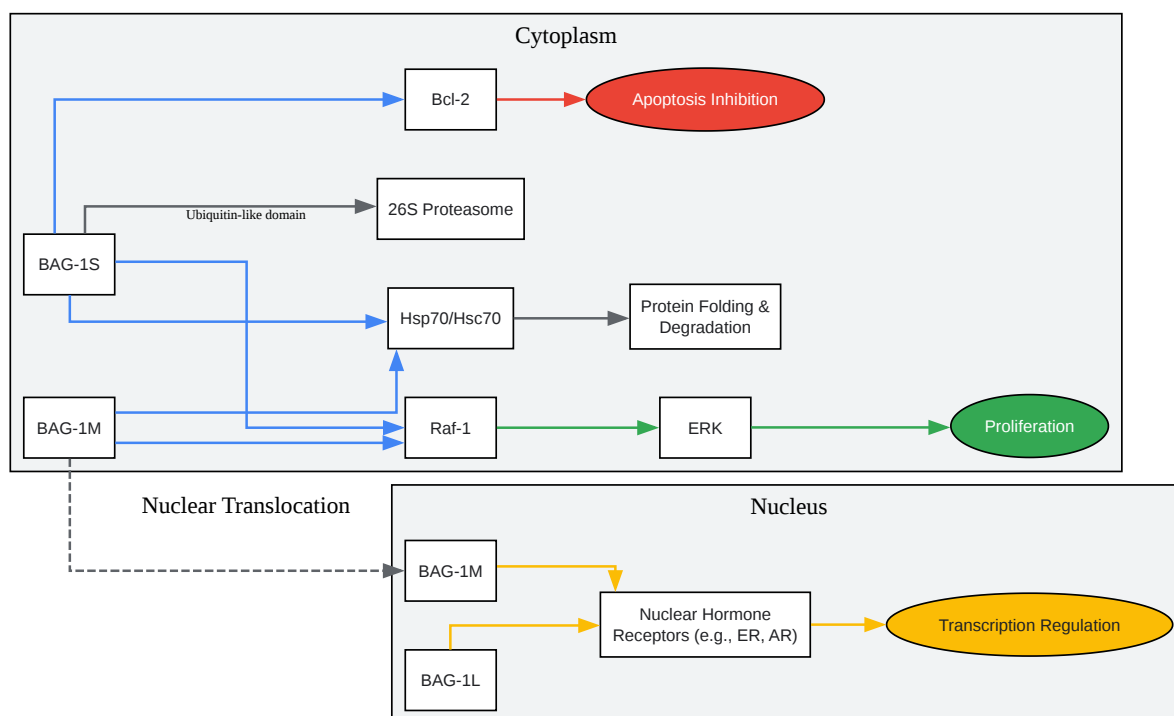 Cytoplasm
Bcl-2
Apoptosis Inhibition
26S Proteasome
Ubiquitin-like domain
BAG-1S
Hsp70/Hsc70
Protein Folding &
Degradation
BAG-1M
Raf-1
ERK
Proliferation
Nuclear Translocation
Nucleus
BAG-1M
Nuclear Hormone
Receptors (e.g., ER, AR)
Transcription Regulation
BAG-1L